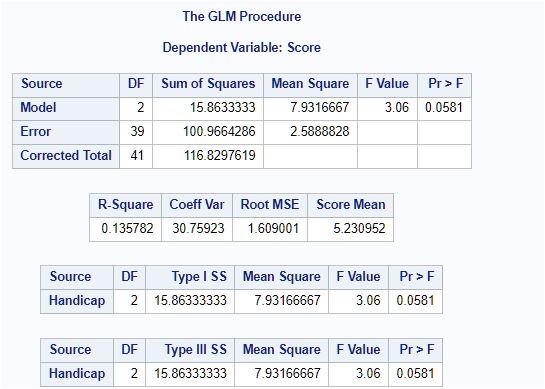 The GLM Procedure
Dependent Variable: Score
Source DF Sum of Squares Mean Square F Value Pr > F
Model 2 15.8633333 7.9316667 3.06 0.0581
Error 39 100.9664286 2.5888828
Corrected Total 41 116.8297619
R-Square Coeff Var Root MSE Score Mean
0.135782 30.75923 1.609001 5.230952
Source DF Type I SS Mean Square F Value Pr > F
Handicap 2 15.86333333 7.93166667 3.06 0.0581
Source DF Type III SS Mean Square F Value Pr > F
Handicap 2 15.86333333 7.93166667 3.06 0.0581